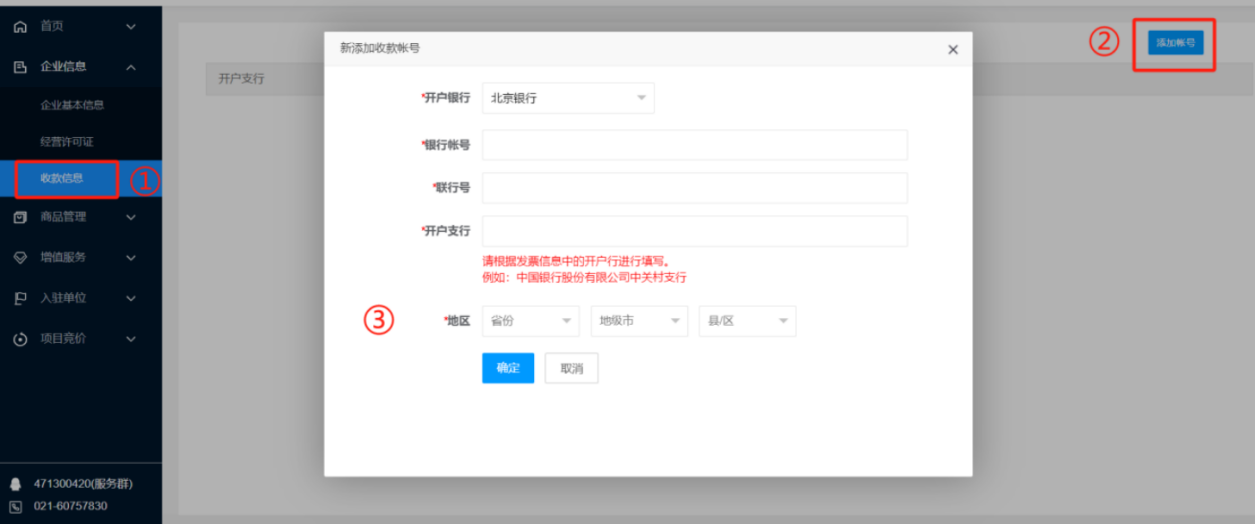 首页
企业信息
企业基本信息
经营许可证
收款信息
①
商品管理
增值服务
入驻单位
项目竞价
471300420(服务群)
021-60757830
②
添加帐号
开户支行
新添加收款帐号
*开户银行 北京银行
*银行帐号
*联行号
*开户支行
请根据发票信息中的开户行进行填写。
例如：中国银行股份有限公司中关村支行
③
*地区 省份 地级市 县/区
确定 取消